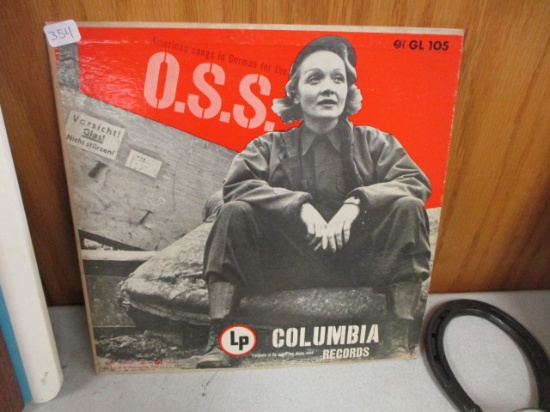 354
American songs in German for the
GL 105
O.S.S.
Vorsicht!
Glas!
Nicht stürzen!
LP
COLUMBIA
RECORDS